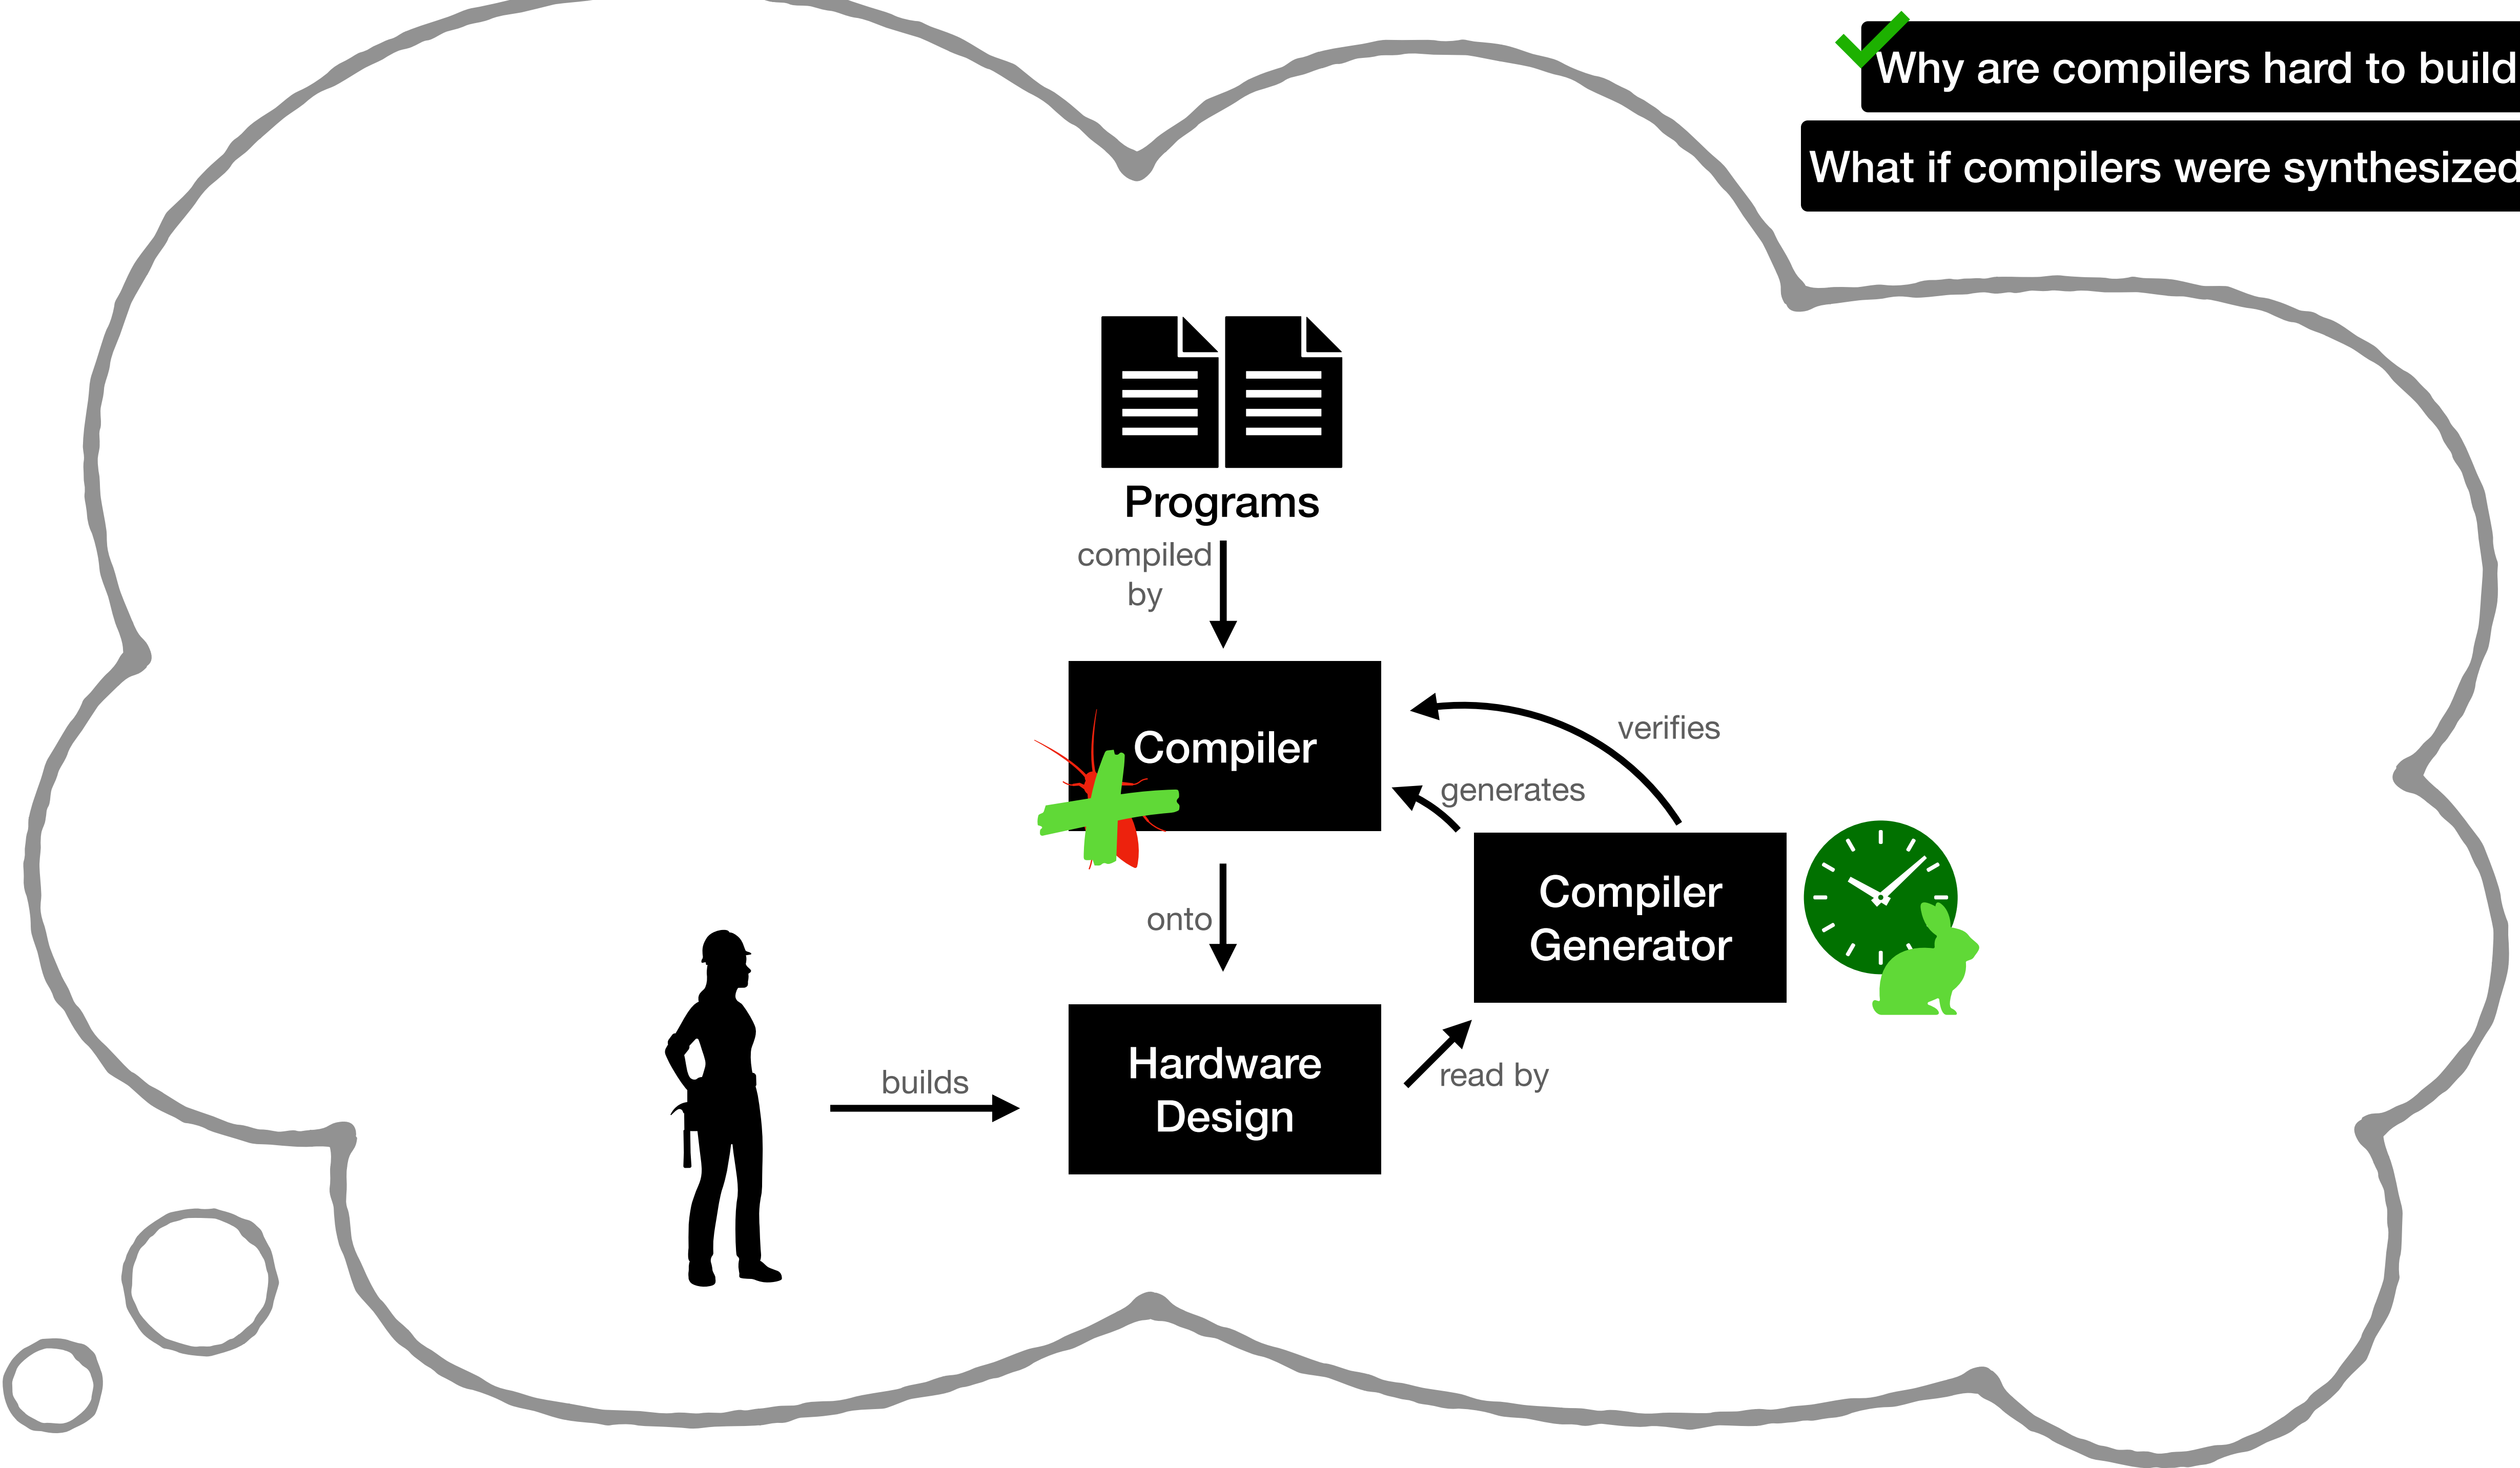 Why are compilers hard to build
What if compilers were synthesized
Programs
compiled
by
Compiler
verifies
generates
Compiler
Generator
onto
Hardware
Design
builds
read by